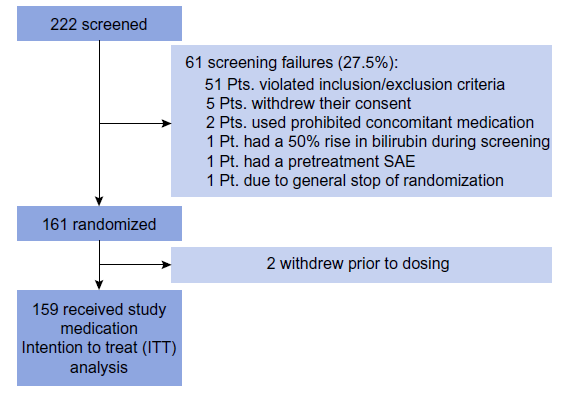 222 screened
61 screening failures (27.5%):
51 Pts. violated inclusion/exclusion criteria
5 Pts. withdrew their consent
2 Pts. used prohibited concomitant medication
1 Pt. had a 50% rise in bilirubin during screening
1 Pt. had a pretreatment SAE
1 Pt. due to general stop of randomization
161 randomized
2 withdrew prior to dosing
159 received study
medication
Intention to treat (ITT)
analysis